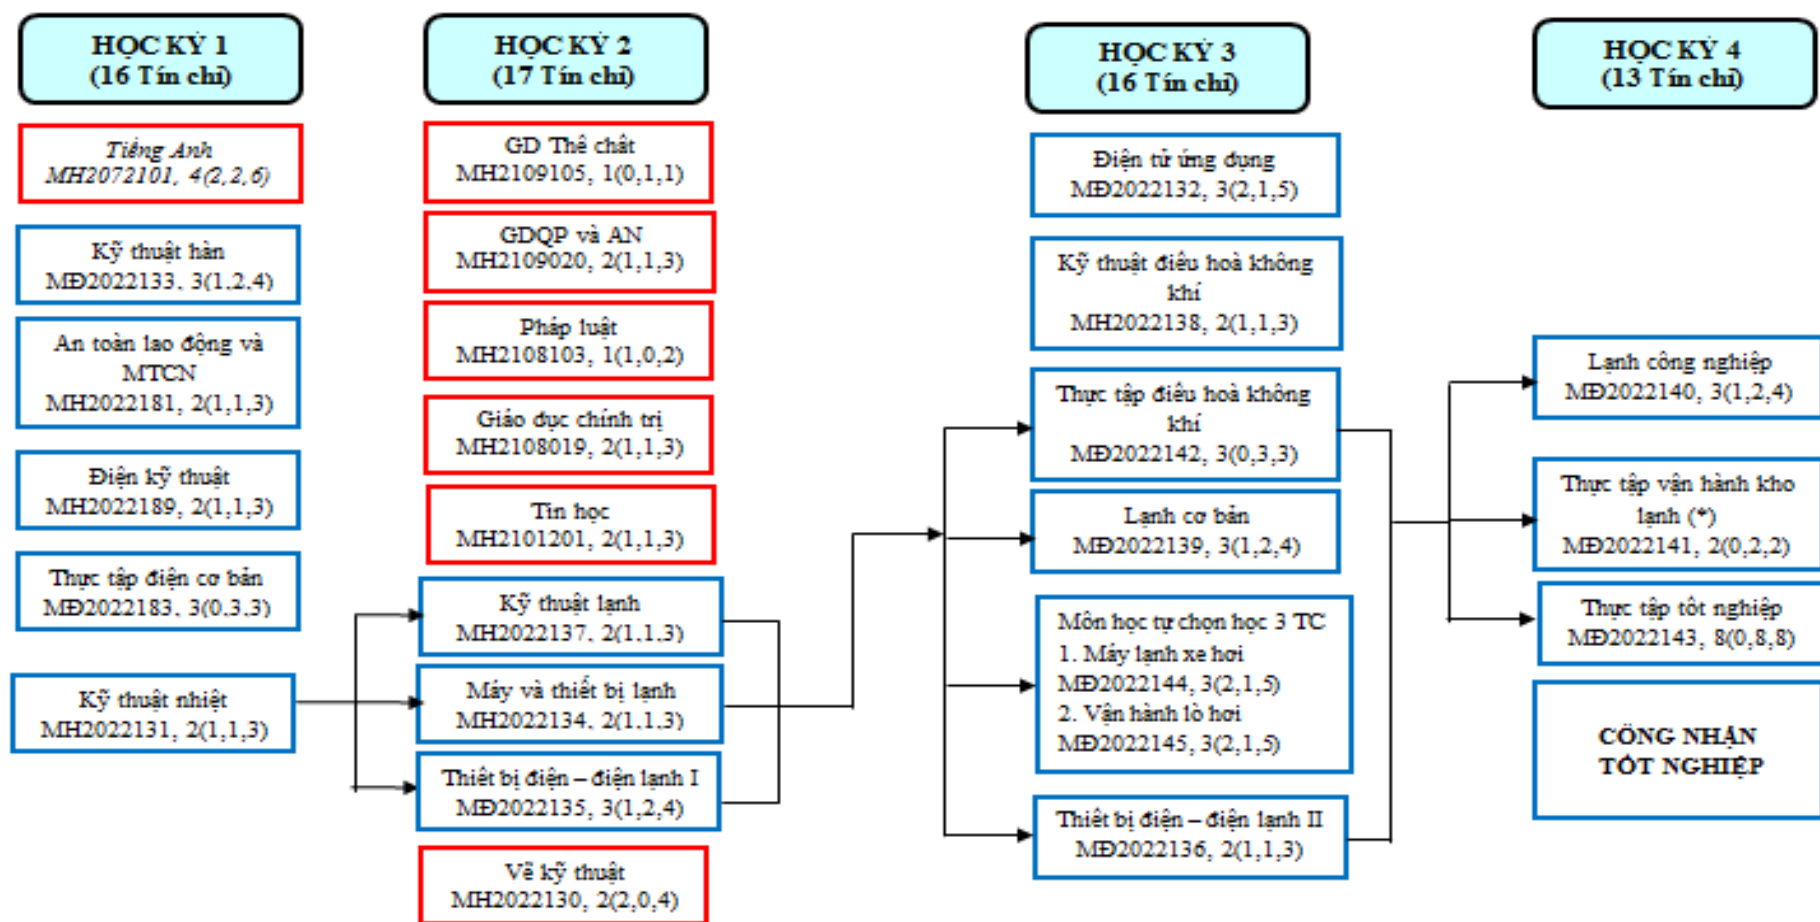 HỌC KỲ 1
(16 Tín chỉ)
Tiếng Anh
MH2072101, 4(2,2,6)
Kỹ thuật hàn
MĐ2022133, 3(1,2,4)
An toàn lao động và
MTCN
MH2022181, 2(1,1,3)
Điện kỹ thuật
MH2022189, 2(1,1,3)
Thực tập điện cơ bản
MĐ2022183, 3(0,3,3)
Kỹ thuật nhiệt
MH2022131, 2(1,1,3)
HỌC KỲ 2
(17 Tín chỉ)
GD Thể chất
MH2109105, 1(0,1,1)
GDQP và AN
MH2109020, 2(1,1,3)
Pháp luật
MH2108103, 1(1,0,2)
Giáo dục chính trị
MH2108019, 2(1,1,3)
Tin học
MH2101201, 2(1,1,3)
Kỹ thuật lạnh
MH2022137, 2(1,1,3)
Máy và thiết bị lạnh
MH2022134, 2(1,1,3)
Thiết bị điện – điện lạnh I
MĐ2022135, 3(1,2,4)
Vẽ kỹ thuật
MH2022130, 2(2,0,4)
HỌC KỲ 3
(16 Tín chỉ)
Điện tử ứng dụng
MĐ2022132, 3(2,1,5)
Kỹ thuật điều hoà không
khí
MH2022138, 2(1,1,3)
Thực tập điều hoà không
khí
MĐ2022142, 3(0,3,3)
Lạnh cơ bản
MĐ2022139, 3(1,2,4)
Môn học tự chọn học 3 TC
1. Máy lạnh xe hơi
MĐ2022144, 3(2,1,5)
2. Vận hành lò hơi
MĐ2022145, 3(2,1,5)
Thiết bị điện – điện lạnh II
MĐ2022136, 2(1,1,3)
HỌC KỲ 4
(13 Tín chỉ)
Lạnh công nghiệp
MĐ2022140, 3(1,2,4)
Thực tập vận hành kho
lạnh (*)
MĐ2022141, 2(0,2,2)
Thực tập tốt nghiệp
MĐ2022143, 8(0,8,8)
CÔNG NHẬN
TỐT NGHIỆP